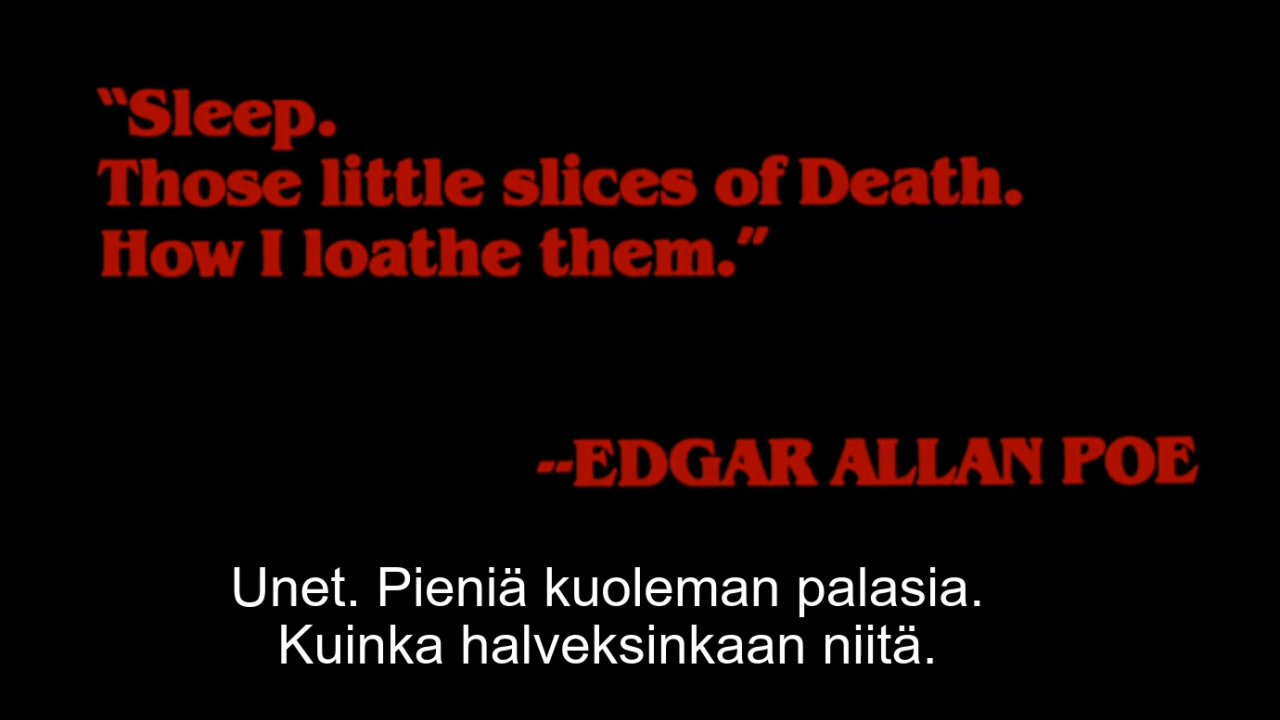 “Sleep.
Those little slices of Death.
How I loathe them.”
--EDGAR ALLAN POE
Unet. Pieniä kuoleman palasia.
Kuinka halveksinkaan niitä.